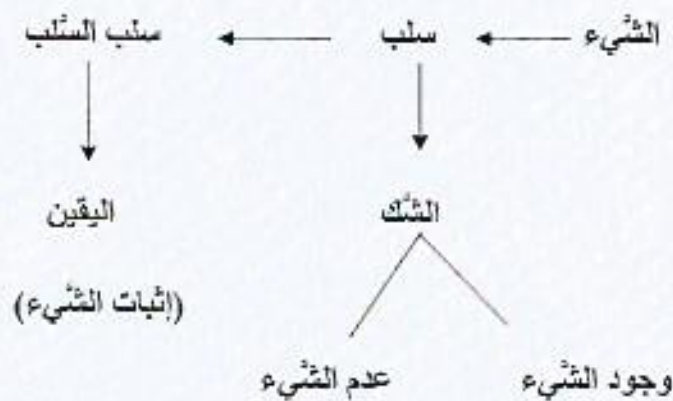 الشّيء سلب سلب السّلب
الشّك اليقين
(إثبات الشّيء)
وجود الشّيء عدم الشّيء